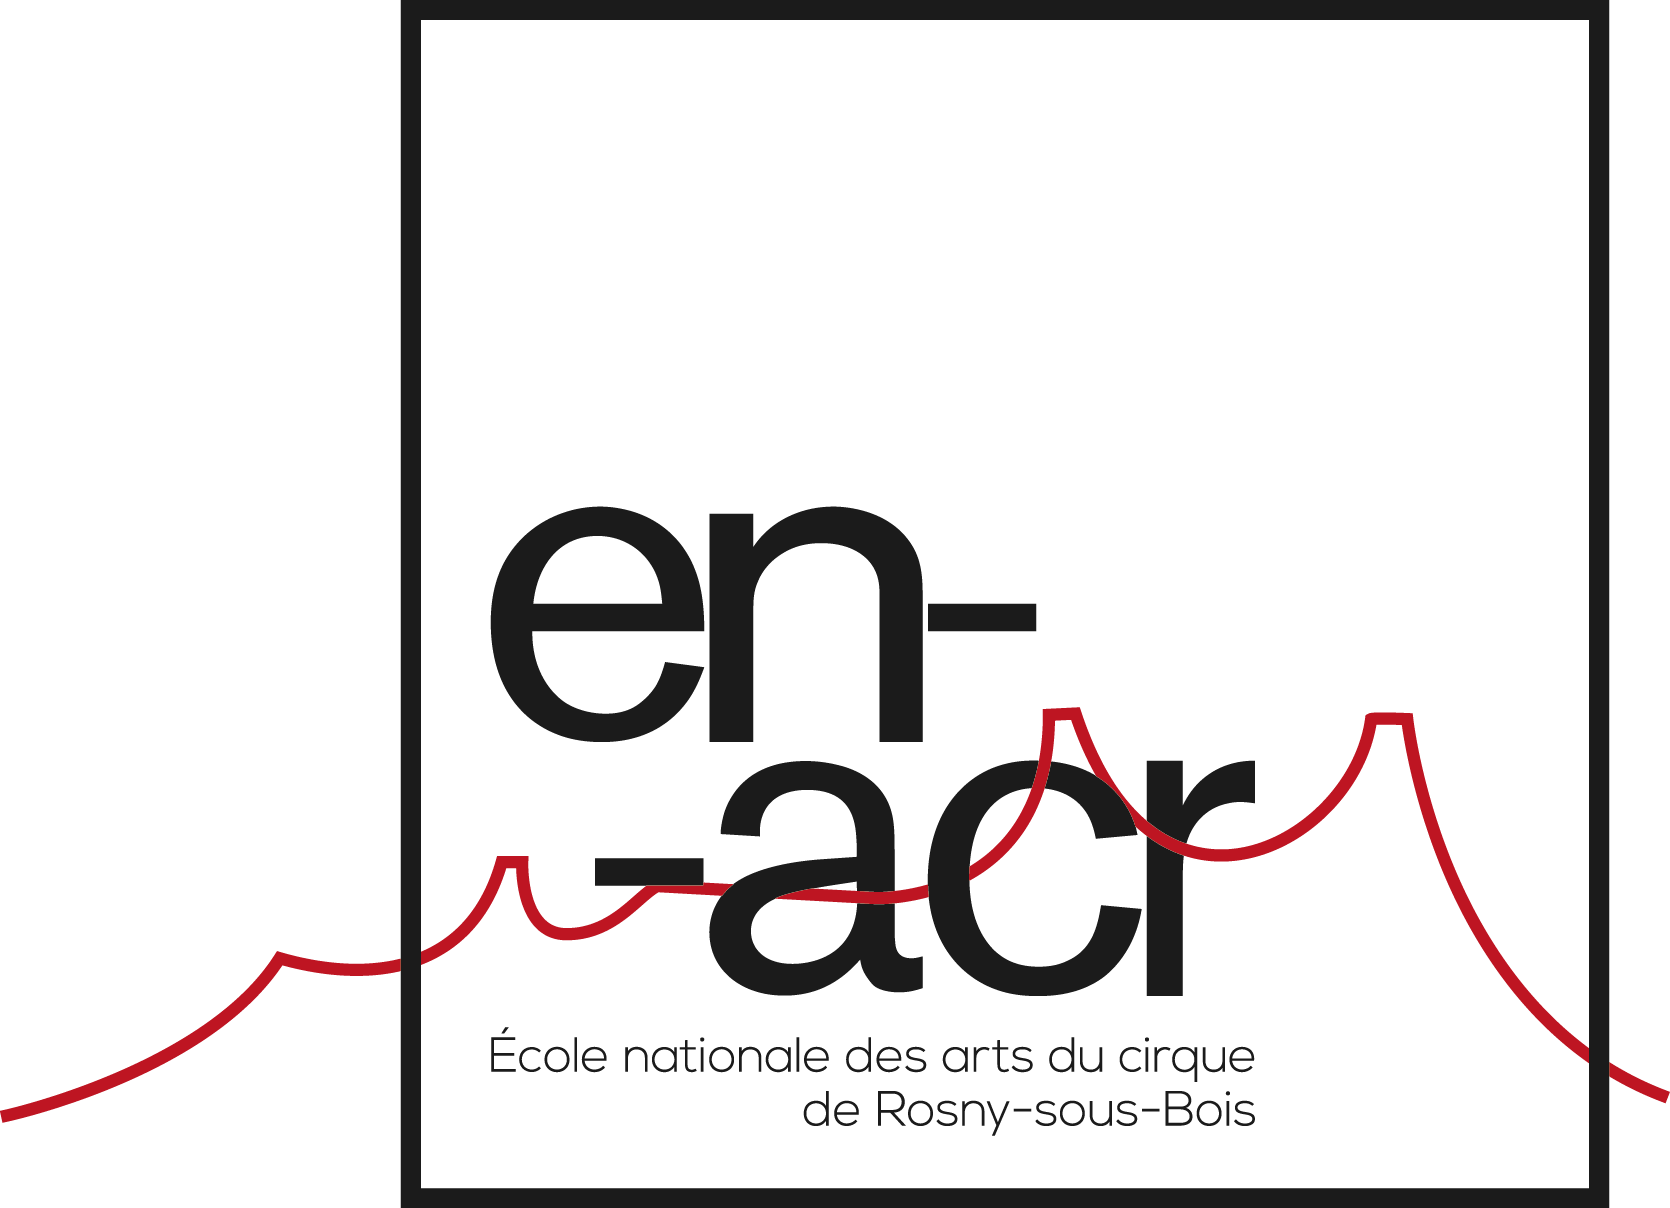 en-
-acr
École nationale des arts du cirque
de Rosny-sous-Bois